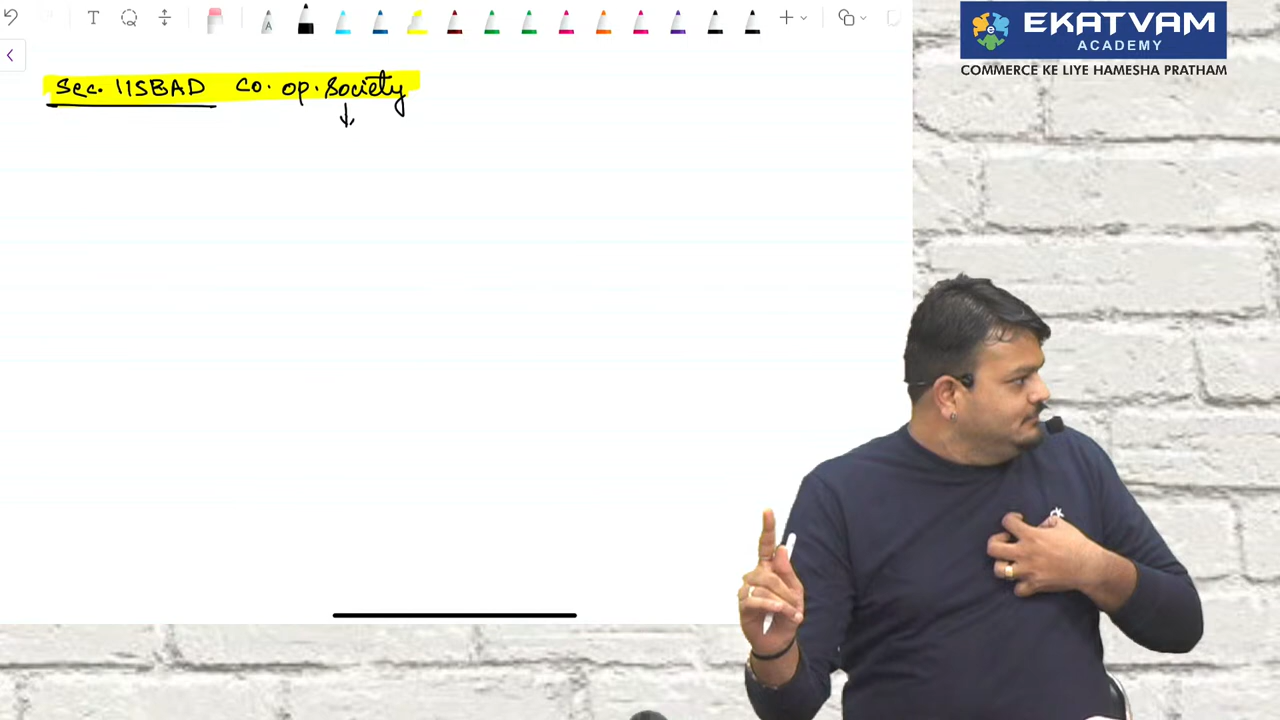 EKATVAM
ACADEMY
COMMERCE KE LIYE HAMESHA PRATHAM
Sec. 115BAD Co. op. Society